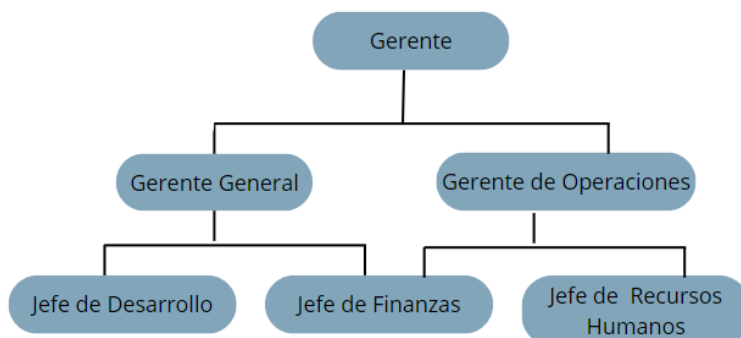 Gerente
Gerente General
Gerente de Operaciones
Jefe de Desarrollo
Jefe de Finanzas
Jefe de  Recursos
Humanos